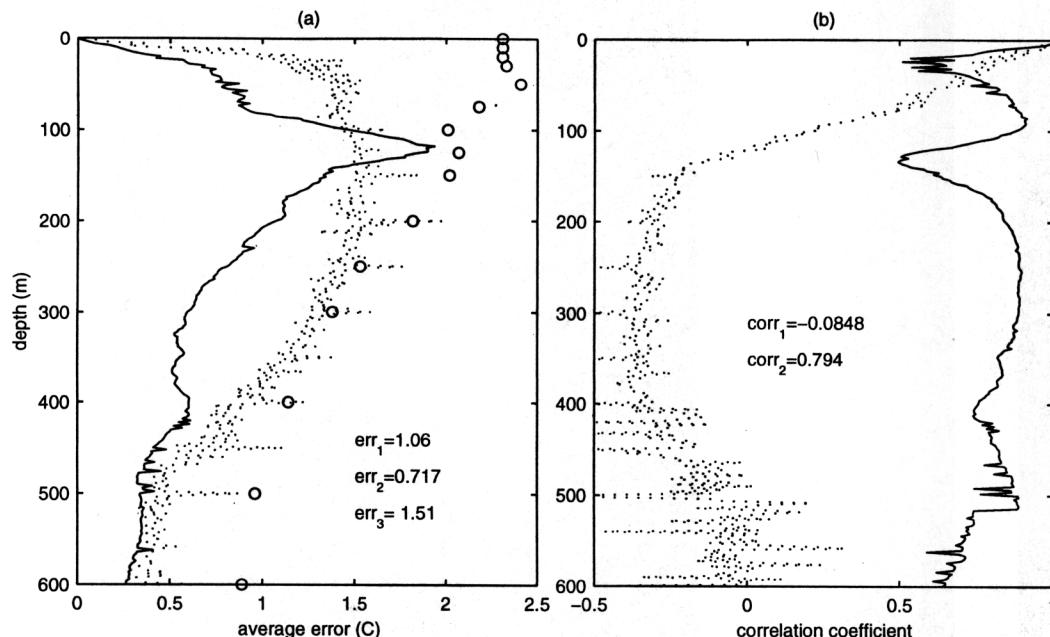 (a)
0
100
200
300
400
500
600
depth (m)
0
0.5
1
1.5
2
2.5
average error (C)
err1=1.06
err2=0.717
err3= 1.51
(b)
0
100
200
300
400
500
600
−0.5
0
0.5
correlation coefficient
corr1=−0.0848
corr2=0.794